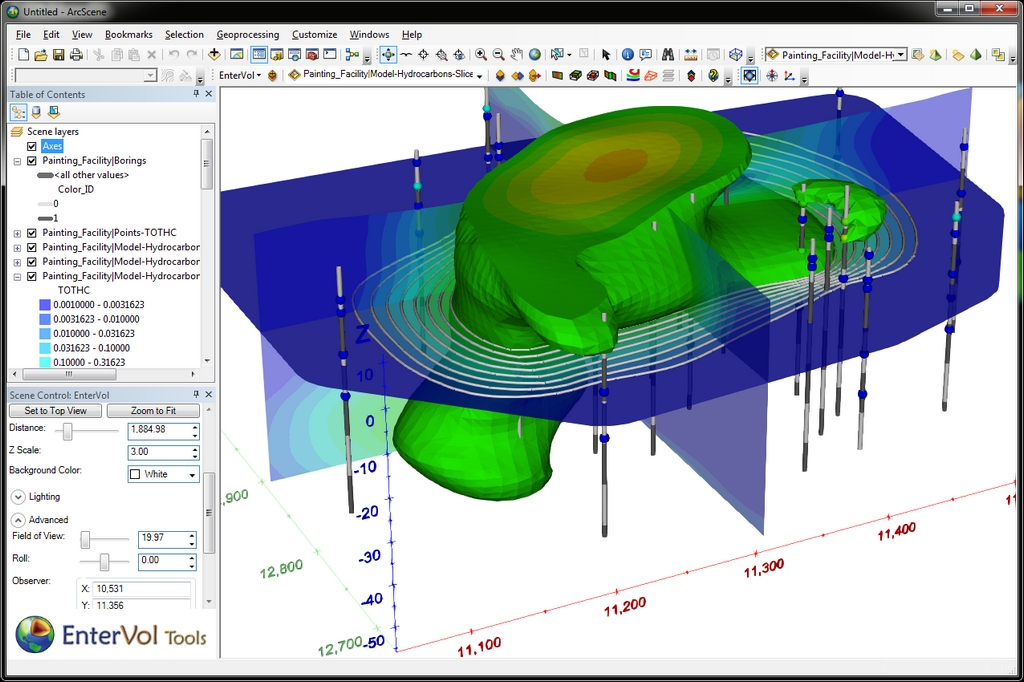 Untitled - ArcScene
File Edit View Bookmarks Selection Geoprocessing Customize Windows Help
Painting_Facility|Model-Hy
EnterVol
Painting_Facility|Model-Hydrocarbons-Slice
Table of Contents
Scene layers
Axes
Painting_Facility|Borings
<all other values>
Color_ID
0
1
Painting_Facility|Points-TOTHC
Painting_Facility|Model-Hydrocarbon
Painting_Facility|Model-Hydrocarbon
Painting_Facility|Model-Hydrocarbon
TOTHC
0.0010000 - 0.0031623
0.0031623 - 0.010000
0.010000 - 0.031623
0.031623 - 0.10000
0.10000 - 0.31623
Scene Control: EnterVol
Set to Top View Zoom to Fit
Distance: 1,884.98
Z Scale: 3.00
Background Color: White
Lighting
Advanced
Field of View: 19.97
Roll: 0.00
Observer:
X: 10,531
Y: 11,356
EnterVol Tools
Z
10
0
-10
-20
-30
-40
-50
,900
12,800
12,700
11,100
11,200
11,300
11,400